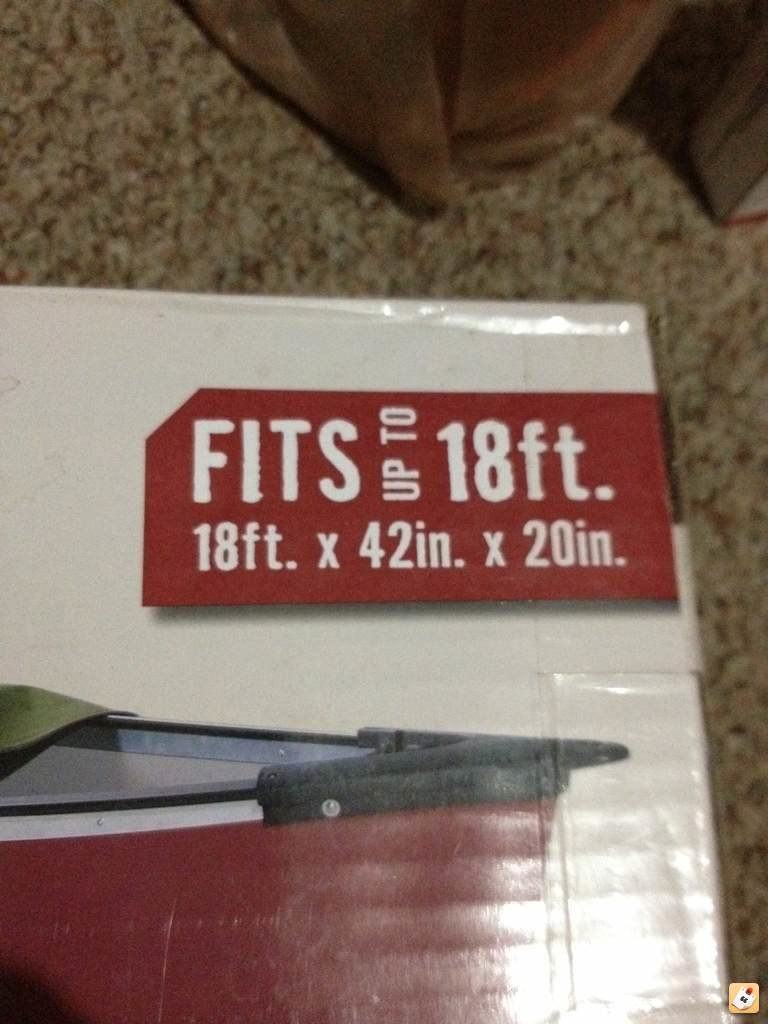 FITS UP TO 18ft.
18ft. x 42in. x 20in.